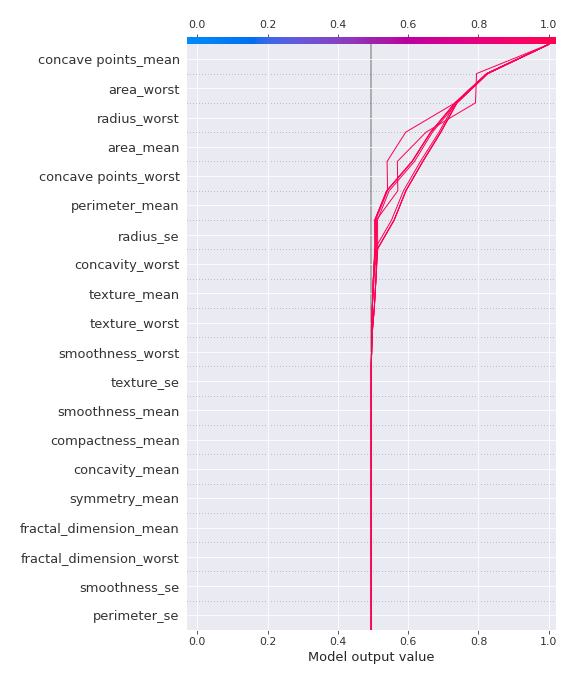 0.0 0.2 0.4 0.6 0.8 1.0
concave points_mean
area_worst
radius_worst
area_mean
concave points_worst
perimeter_mean
radius_se
concavity_worst
texture_mean
texture_worst
smoothness_worst
texture_se
smoothness_mean
compactness_mean
concavity_mean
symmetry_mean
fractal_dimension_mean
fractal_dimension_worst
smoothness_se
perimeter_se
0.0 0.2 0.4 0.6 0.8 1.0
Model output value